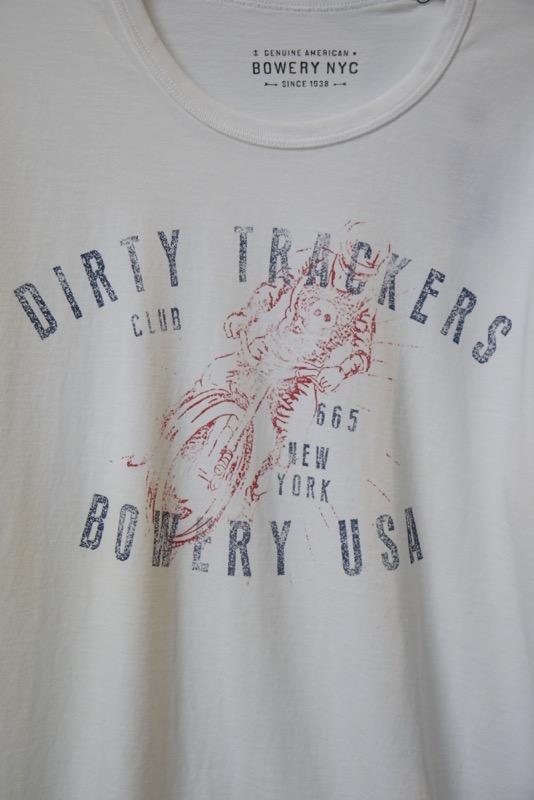 GENUINE AMERICAN
BOWERY NYC
SINCE 1938
DIRTY TRACKERS
CLUB
665
NEW
YORK
BOWERY USA